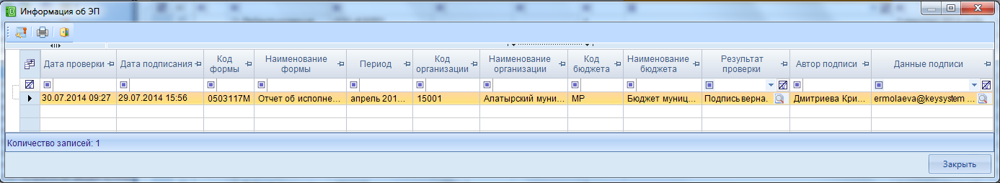 Информация об ЭП
Дата проверки Дата подписания Код формы Наименование формы Период Код организации Наименование организации Код бюджета Наименование бюджета Результат проверки Автор подписи Данные подписи
30.07.2014 09:27 29.07.2014 15:56 0503117М Отчет об исполне... апрель 201... 15001 Алатырский муни... МР Бюджет муниц... Подпись верна. Дмитриева Кри... ermolaeva@keysystem ...
Количество записей: 1
Закрыть